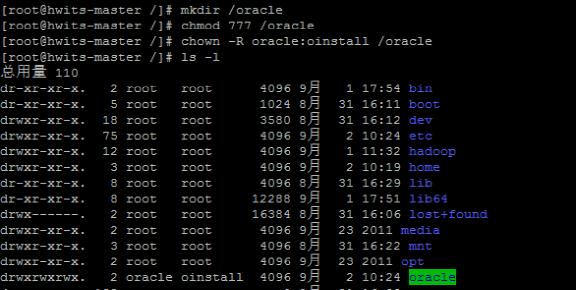 [root@hwits-master /]# mkdir /oracle
[root@hwits-master /]# chmod 777 /oracle
[root@hwits-master /]# chown -R oracle:oinstall /oracle
[root@hwits-master /]# ls -l
总用量 110
dr-xr-xr-x. 2 root root 4096 9月 1 17:54 bin
dr-xr-xr-x. 5 root root 1024 8月 31 16:11 boot
drwxr-xr-x. 18 root root 3580 8月 31 16:12 dev
drwxr-xr-x. 75 root root 4096 9月 2 10:24 etc
drwxr-xr-x. 12 root root 4096 9月 1 11:32 hadoop
drwxr-xr-x. 3 root root 4096 9月 2 10:19 home
dr-xr-xr-x. 8 root root 4096 8月 31 16:29 lib
dr-xr-xr-x. 8 root root 12288 9月 1 17:51 lib64
drwx------. 2 root root 16384 8月 31 16:06 lost+found
drwxr-xr-x. 2 root root 4096 9月 23 2011 media
drwxr-xr-x. 3 root root 4096 8月 31 16:22 mnt
drwxr-xr-x. 2 root root 4096 9月 23 2011 opt
drwxrwxrwx. 2 oracle oinstall 4096 9月 2 10:24 oracle